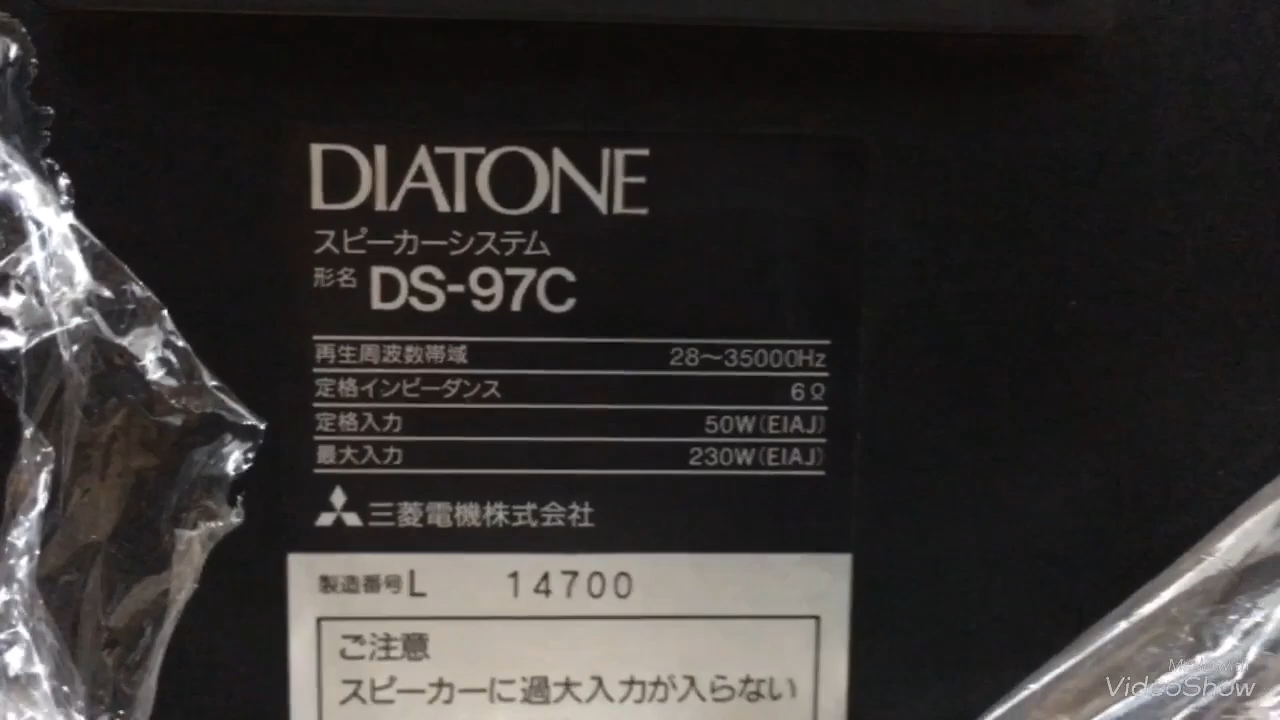 DIATONE
スピーカーシステム
形名 DS-97C
再生周波数帯域 28〜35000Hz
定格インピーダンス 6Ω
定格入力 50W(EIAJ)
最大入力 230W(EIAJ)
三菱電機株式会社
製造番号 L 14700
ご注意
スピーカーに過大入力が入らない
VideoShow